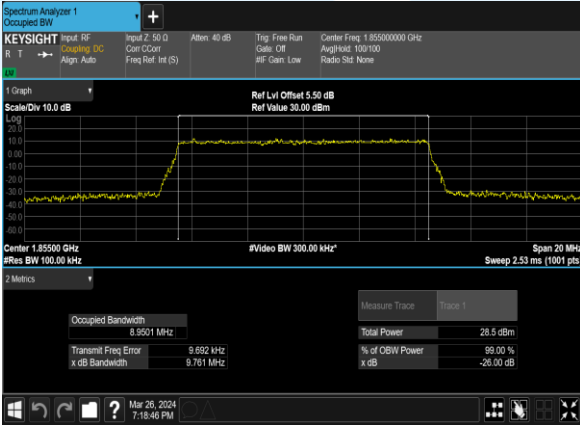 Spectrum Analyzer 1
Occupied BW
KEYSIGHT
R T
LV
Input: RF
Coupling: DC
Align: Auto
Input Z: 50 Ω
Corr CCorr
Freq Ref: Int (S)
Atten: 40 dB
Trig: Free Run
Gate: Off
#IF Gain: Low
Center Freq: 1.855000000 GHz
Avg|Hold: 100/100
Radio Std: None
1 Graph
Scale/Div 10.0 dB
Ref Lvl Offset 5.50 dB
Ref Value 30.00 dBm
Log
20.0
10.0
0.00
-10.0
-20.0
-30.0
-40.0
-50.0
-60.0
Center 1.85500 GHz
#Res BW 100.00 kHz
#Video BW 300.00 kHz*
Span 20 MHz
Sweep 2.53 ms (1001 pts
2 Metrics
Measure Trace Trace 1
Occupied Bandwidth
8.9501 MHz
Total Power 28.5 dBm
Transmit Freq Error 9.692 kHz
% of OBW Power 99.00 %
x dB Bandwidth 9.761 MHz
x dB -26.00 dB
?
Mar 26, 2024
7:18:46 PM